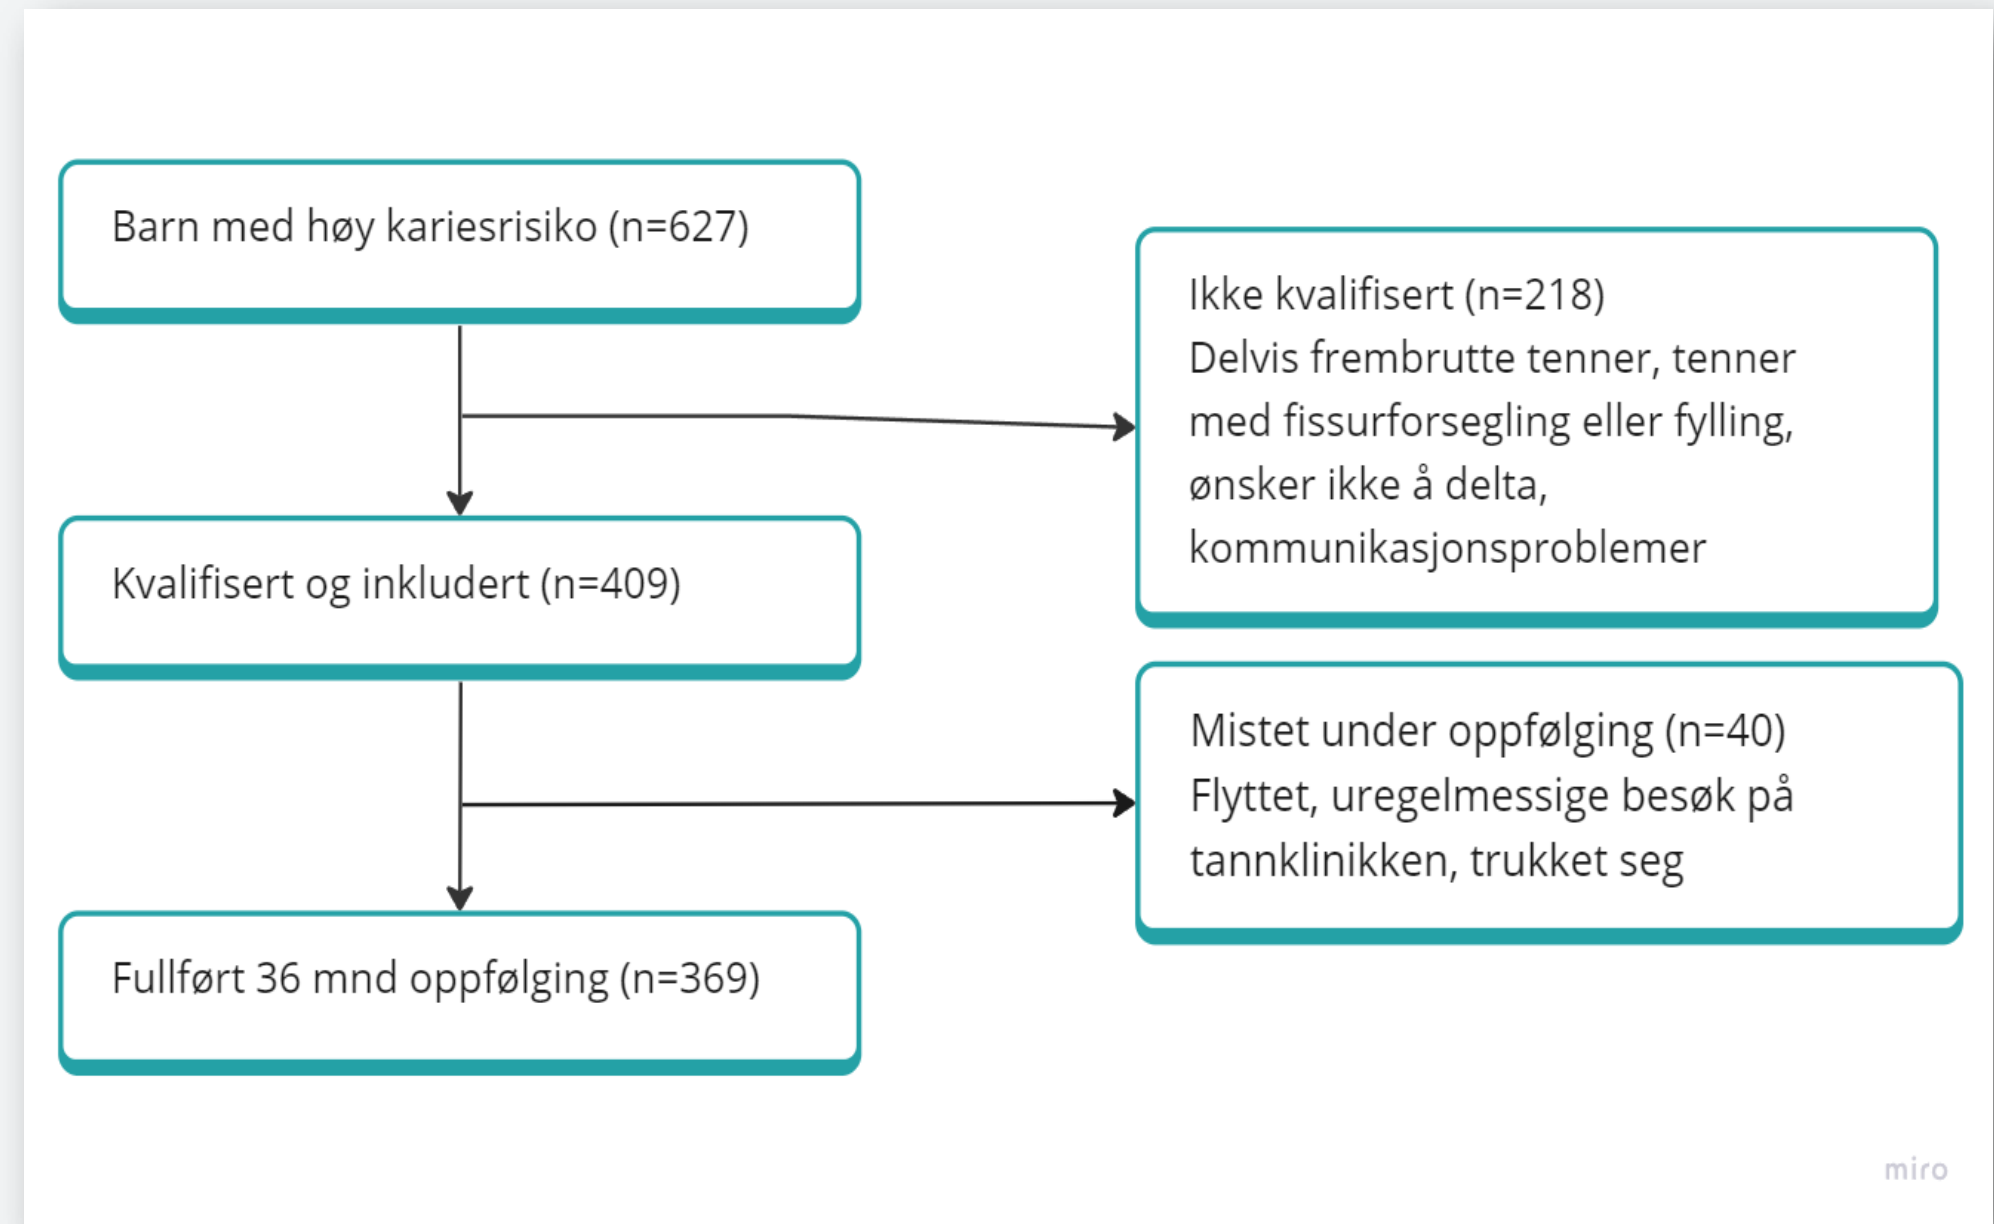 Barn med høy kariesrisiko (n=627)
Ikke kvalifisert (n=218)
Delvis frembrutte tenner, tenner
med fissurforsegling eller fylling,
ønsker ikke å delta,
kommunikasjonsproblemer
Kvalifisert og inkludert (n=409)
Mistet under oppfølging (n=40)
Flyttet, uregelmessige besøk på
tannklinikken, trukket seg
Fullført 36 mnd oppfølging (n=369)
miro